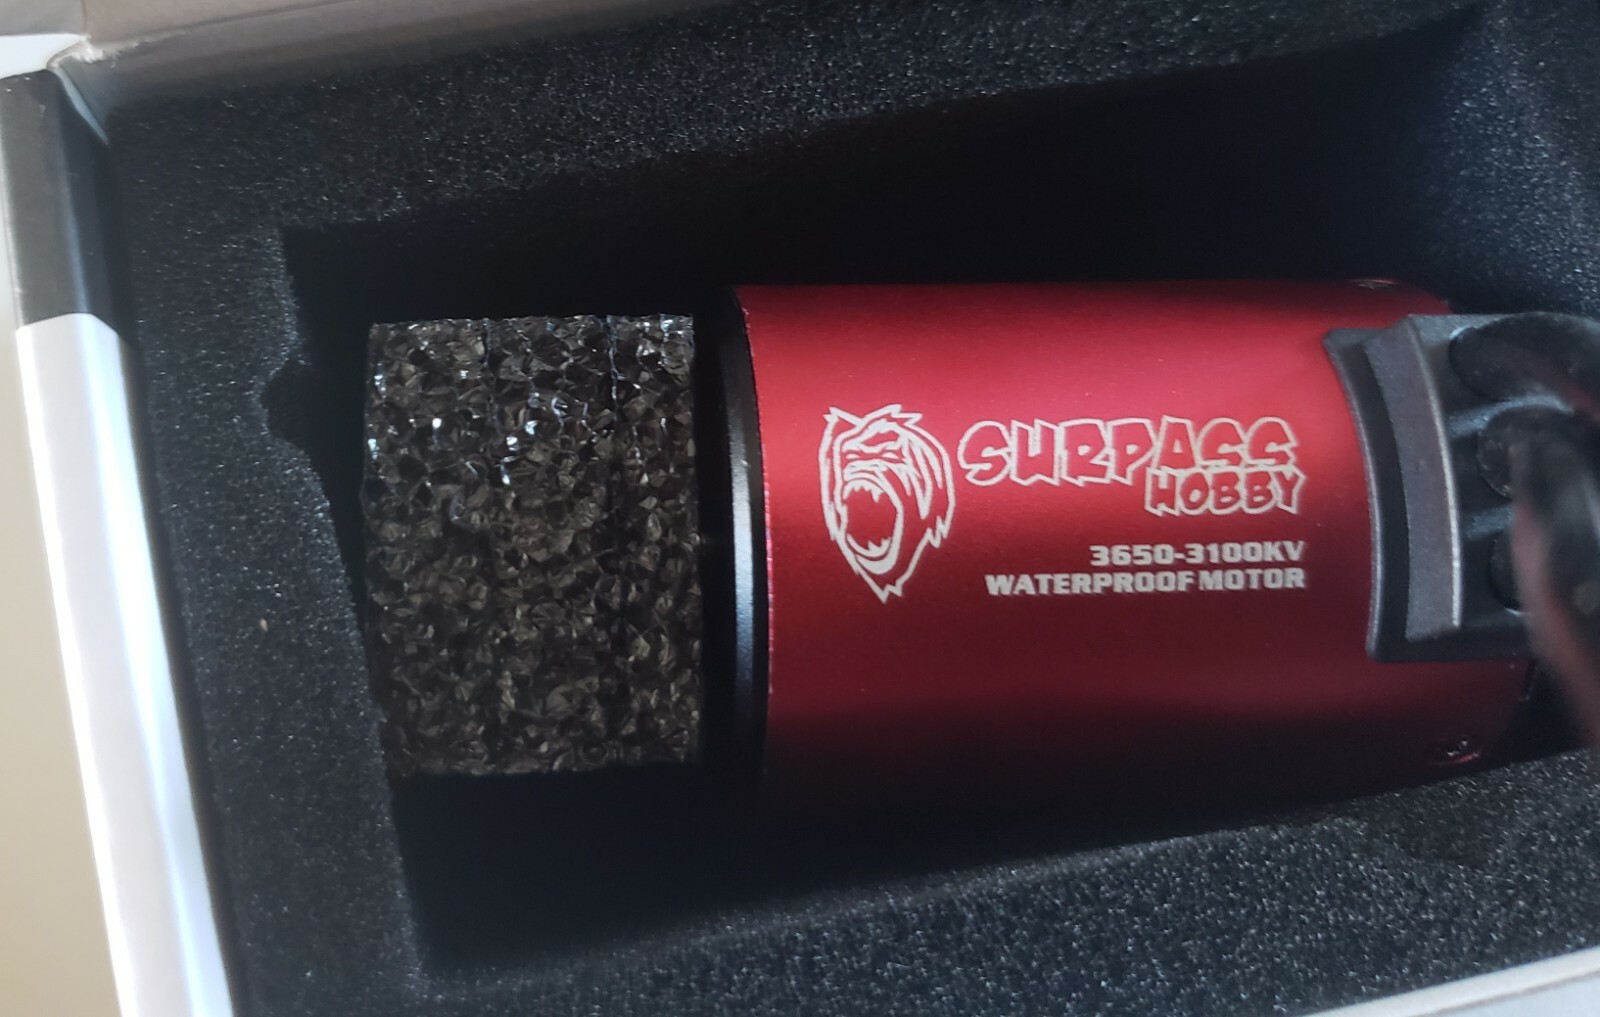 SURPASS
HOBBY
3650-3100KV
WATERPROOF MOTOR